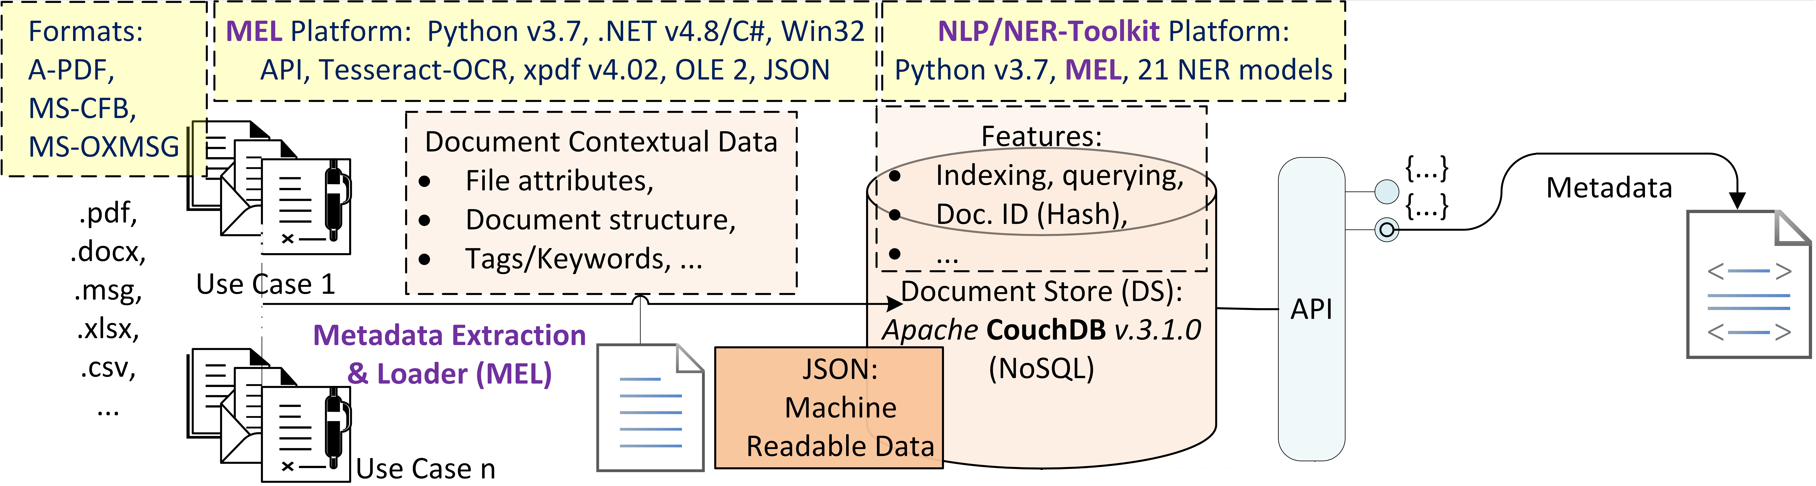 Formats:
A-PDF,
MS-CFB,
MS-OXMSG
MEL Platform: Python v3.7, .NET v4.8/C#, Win32
API, Tesseract-OCR, xpdf v4.02, OLE 2, JSON
NLP/NER-Toolkit Platform:
Python v3.7, MEL, 21 NER models
.pdf,
.docx,
.msg,
.xlsx,
.csv,
...
Use Case 1
Use Case n
Document Contextual Data
• File attributes,
• Document structure,
• Tags/Keywords, ...
Metadata Extraction
& Loader (MEL)
JSON:
Machine
Readable Data
Features:
• Indexing, querying,
• Doc. ID (Hash),
• ...
Document Store (DS):
Apache CouchDB v.3.1.0
(NoSQL)
API
{...}
{...}
Metadata